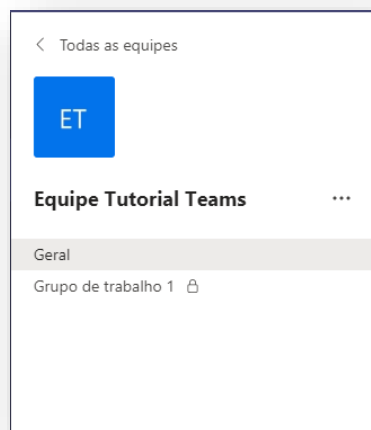 Todas as equipes
ET
Equipe Tutorial Teams
Geral
Grupo de trabalho 1